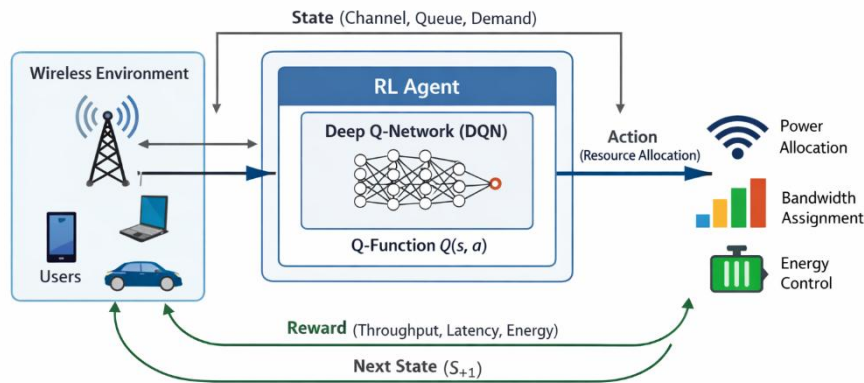 State (Channel, Queue, Demand)
Wireless Environment
Users
RL Agent
Deep Q-Network (DQN)
Q-Function Q(s, a)
Action
(Resource Allocation)
Power
Allocation
Bandwidth
Assignment
Energy
Control
Reward (Throughput, Latency, Energy)
Next State (S+1)